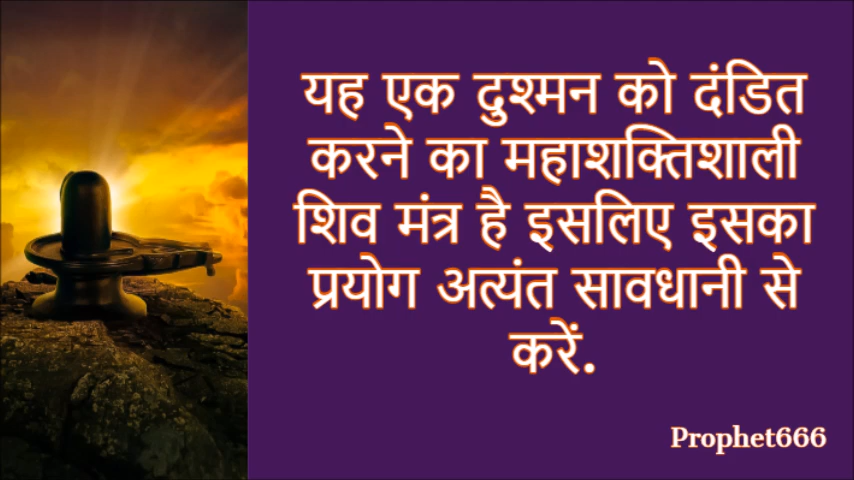 यह एक दुश्मन को दंडित
करने का महाशक्तिशाली
शिव मंत्र है इसलिए इसका
प्रयोग अत्यंत सावधानी से
करें.
Prophet666